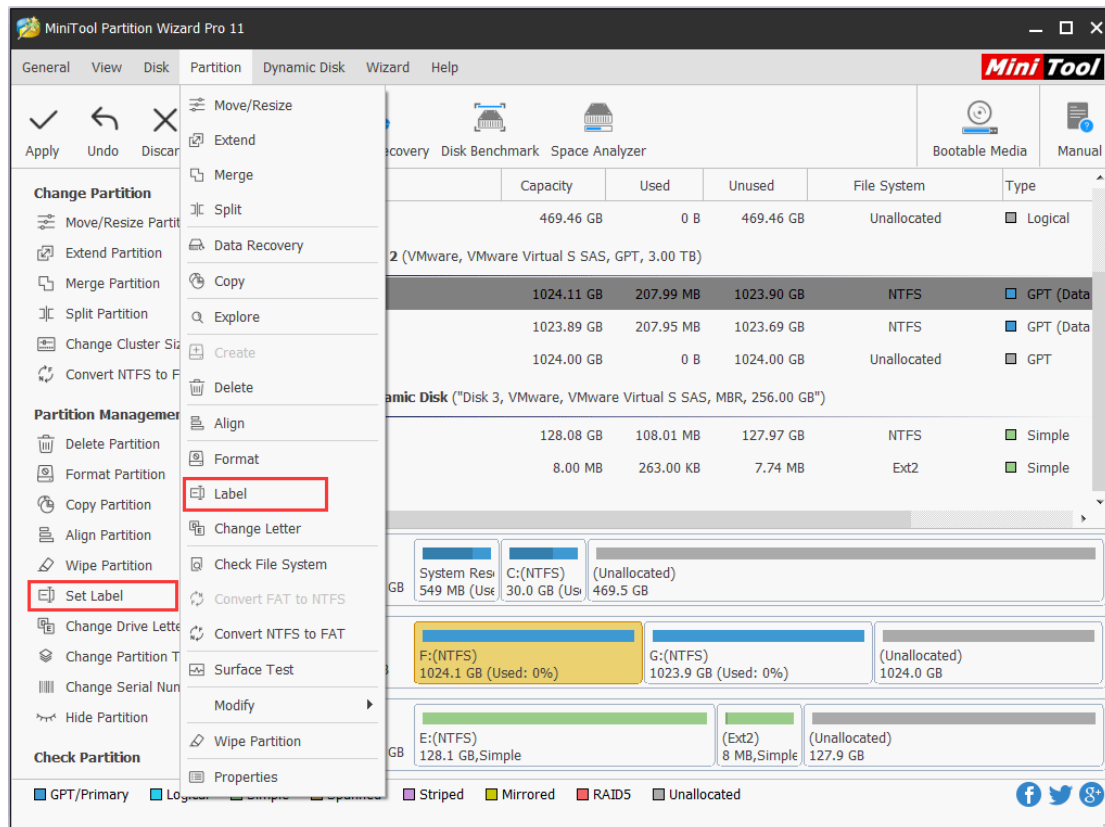 MiniTool Partition Wizard Pro 11
General View Disk Partition Dynamic Disk Wizard Help
Mini Tool
Apply Undo Discar
ecovery Disk Benchmark Space Analyzer
Bootable Media Manual
Move/Resize
Extend
Merge
Split
Data Recovery
Copy
Explore
Create
Delete
Align
Format
Label
Change Letter
Check File System
Convert FAT to NTFS
Convert NTFS to FAT
Surface Test
Modify
Wipe Partition
Properties
Change Partition
Move/Resize Partit
Extend Partition
Merge Partition
Split Partition
Change Cluster Siz
Convert NTFS to F
Partition Managemer
Delete Partition
Format Partition
Copy Partition
Align Partition
Wipe Partition
Set Label
Change Drive Lette
Change Partition T
Change Serial Num
Hide Partition
Check Partition
Capacity Used Unused File System Type
469.46 GB 0 B 469.46 GB Unallocated Logical
2 (VMware, VMware Virtual S SAS, GPT, 3.00 TB)
1024.11 GB 207.99 MB 1023.90 GB NTFS GPT (Data
1023.89 GB 207.95 MB 1023.69 GB NTFS GPT (Data
1024.00 GB 0 B 1024.00 GB Unallocated GPT
amic Disk ("Disk 3, VMware, VMware Virtual S SAS, MBR, 256.00 GB")
128.08 GB 108.01 MB 127.97 GB NTFS Simple
8.00 MB 263.00 KB 7.74 MB Ext2 Simple
System Rese C:(NTFS) (Unallocated)
GB 549 MB (Use 30.0 GB (Us 469.5 GB
F:(NTFS) G:(NTFS) (Unallocated)
1024.1 GB (Used: 0%) 1023.9 GB (Used: 0%) 1024.0 GB
E:(NTFS) (Ext2) (Unallocated)
GB 128.1 GB,Simple 8 MB,Simple 127.9 GB
GPT/Primary Striped Mirrored RAID5 Unallocated